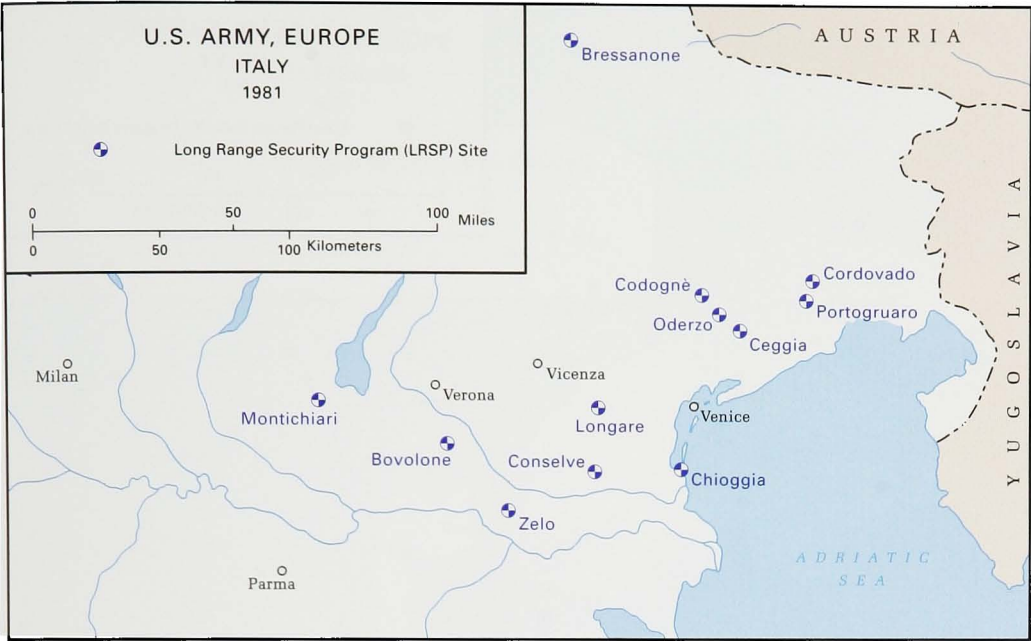 U.S. ARMY, EUROPE
ITALY
1981
Long Range Security Program (LRSP) Site
0 50 100 Miles
0 50 100 Kilometers
AUSTRIA
Bressanone
YUGOSLAVIA
Cordovado
Codognè
Portogruaro
Oderzo
Ceggia
Milan
Vicenza
Verona
Venice
Montichiari
Longare
Bovolone
Conselve
Chioggia
Zelo
Parma
ADRIATIC
SEA